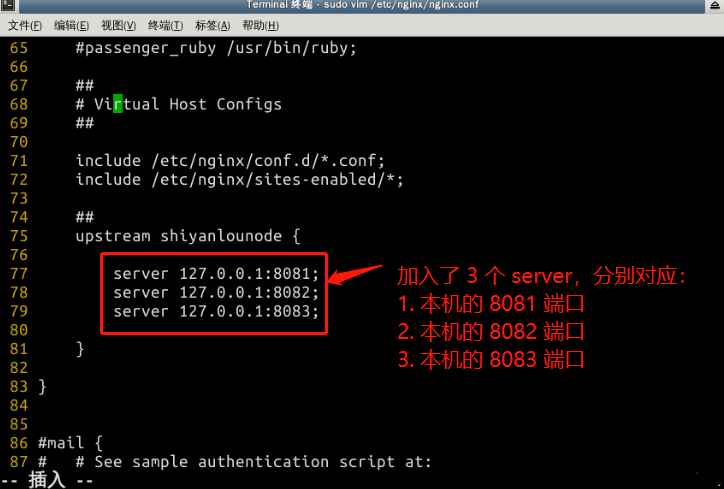 Terminal 终端 - sudo vim /etc/nginx/nginx.conf
文件(F) 编辑(E) 视图(V) 终端(T) 标签(A) 帮助(H)
65 #passenger_ruby /usr/bin/ruby;
66
67 ##
68 # Virtual Host Configs
69 ##
70
71 include /etc/nginx/conf.d/*.conf;
72 include /etc/nginx/sites-enabled/*;
73
74 ##
75 upstream shiyanlounode {
76
77 server 127.0.0.1:8081;
78 server 127.0.0.1:8082;
79 server 127.0.0.1:8083;
80
81 }
82
83 }
84
85
86 #mail {
87 # # See sample authentication script at:
-- 插入 --
加入了 3 个 server，分别对应：
1. 本机的 8081 端口
2. 本机的 8082 端口
3. 本机的 8083 端口